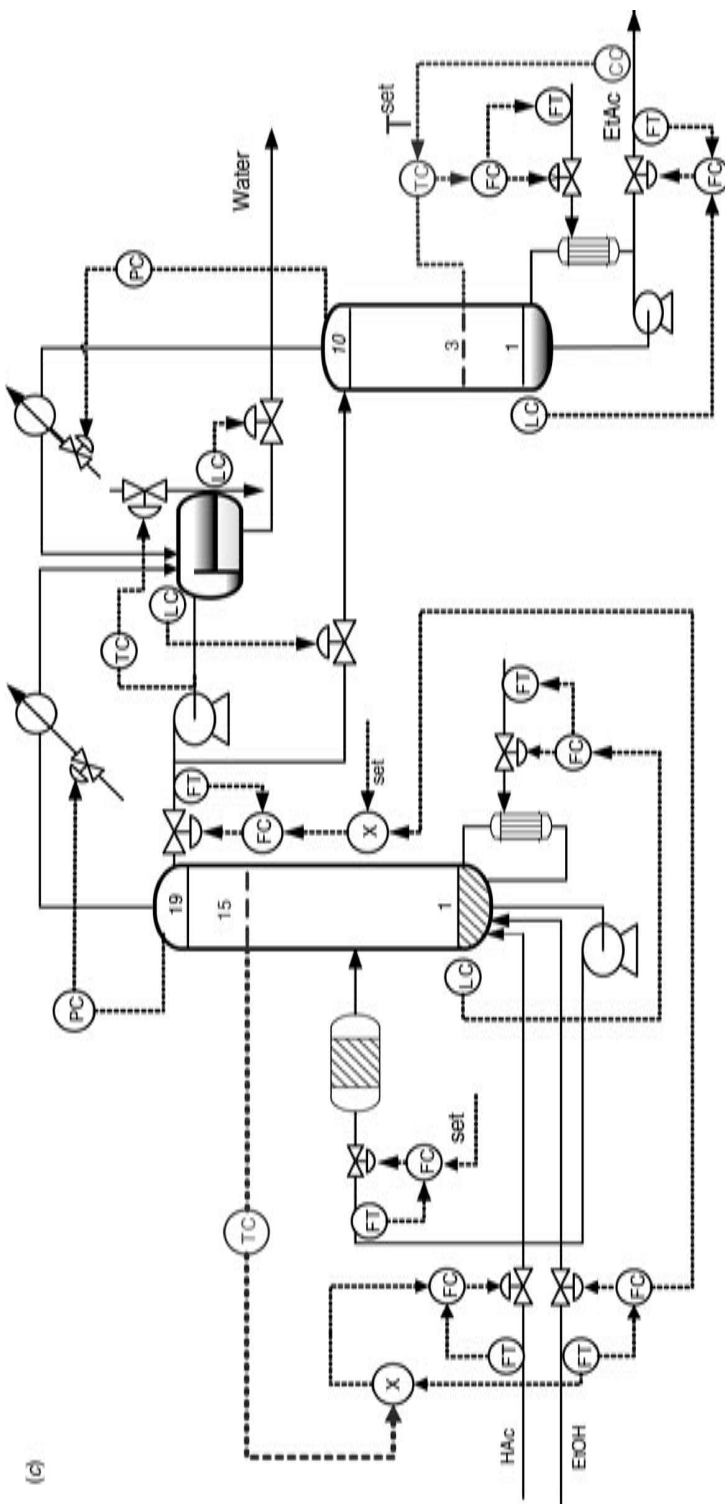 (c)
PC
TC
PC
TC
LC
LC
Water
19
15
1
FT
FC
X
set
10
3
1
T set
TC
CC
FC
FT
EtAc
FT
FC
LC
LC
FT
FC
FT
FC
set
X
FC
FT
HAc
EtOH
FT
FC